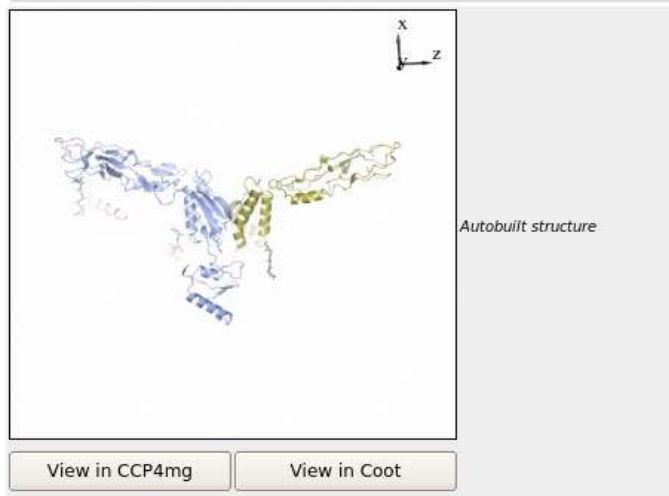 X
Y
Z
Autobuilt structure
View in CCP4mg
View in Coot